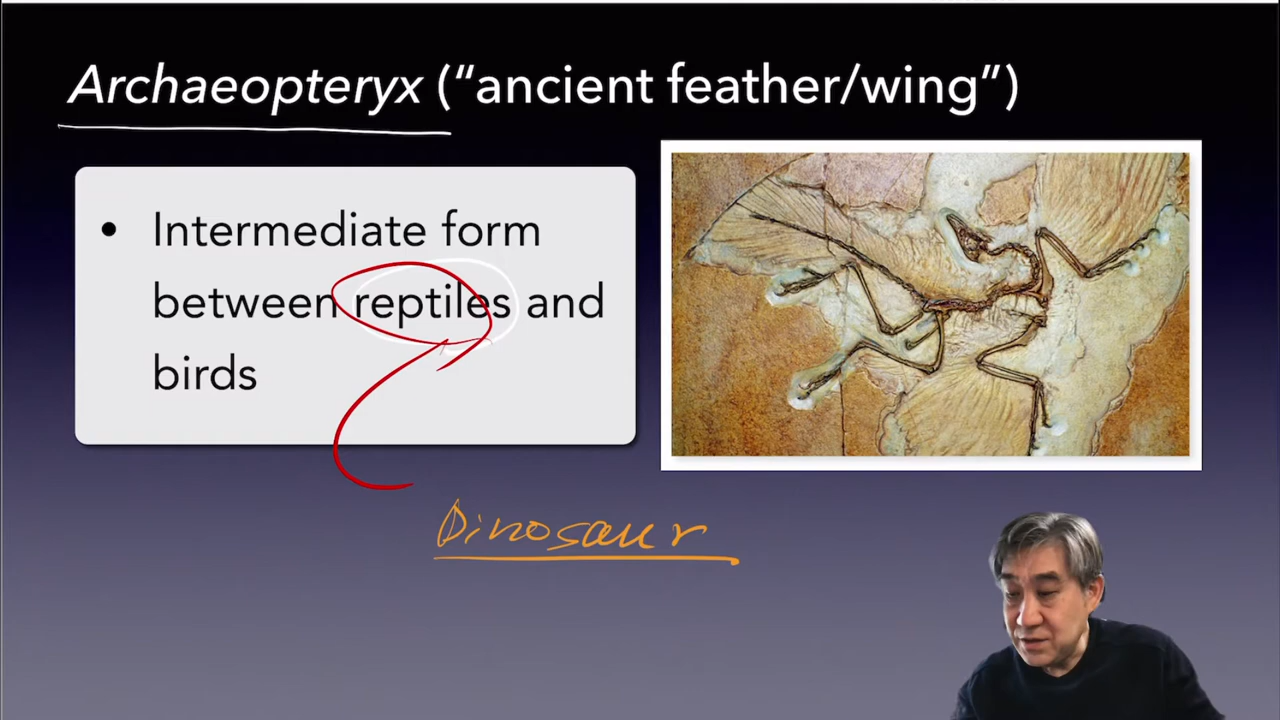 Archaeopteryx (“ancient feather/wing”)
• Intermediate form
between reptiles and
birds
Dinosaur